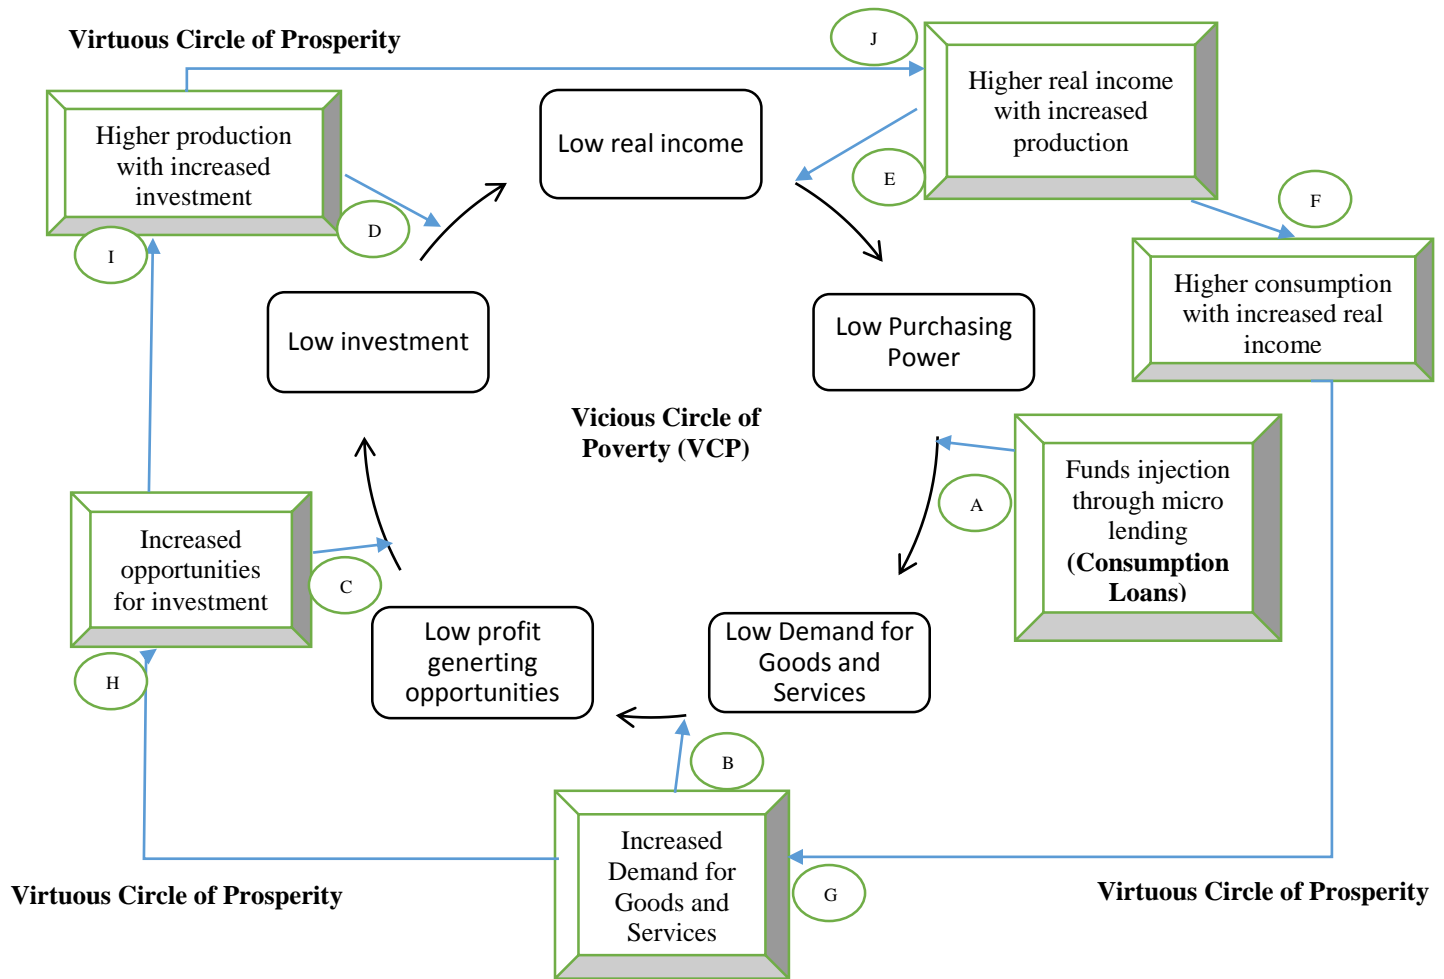 Virtuous Circle of Prosperity
J
Higher real income
with increased
production
Higher production
with increased
investment
Low real income
E
F
D
I
Higher consumption
with increased real
income
Low investment
Low Purchasing
Power
Vicious Circle of
Poverty (VCP)
Funds injection
through micro
lending
(Consumption
Loans)
A
Increased
opportunities
for investment
C
Low profit
generting
opportunities
Low Demand for
Goods and
Services
H
B
Increased
Demand for
Goods and
Services
G
Virtuous Circle of Prosperity
Virtuous Circle of Prosperity